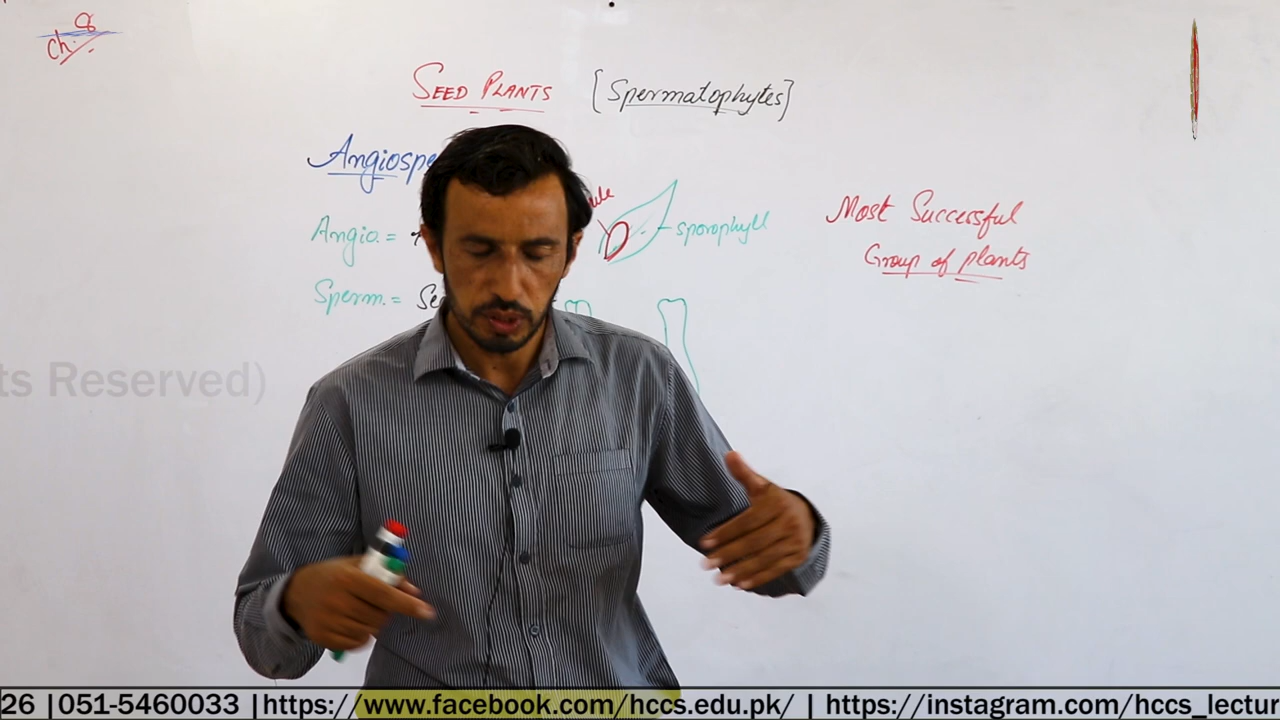 Ch. 8
SEED PLANTS [Spermatophytes]
Angiospe
Angio. =
sporophyll
Most Successful
Group of plants
Sperm. = Se
ts Reserved)
26 |051-5460033 |https:// www.facebook.com/hccs.edu.pk/ | https://instagram.com/hccs_lectur